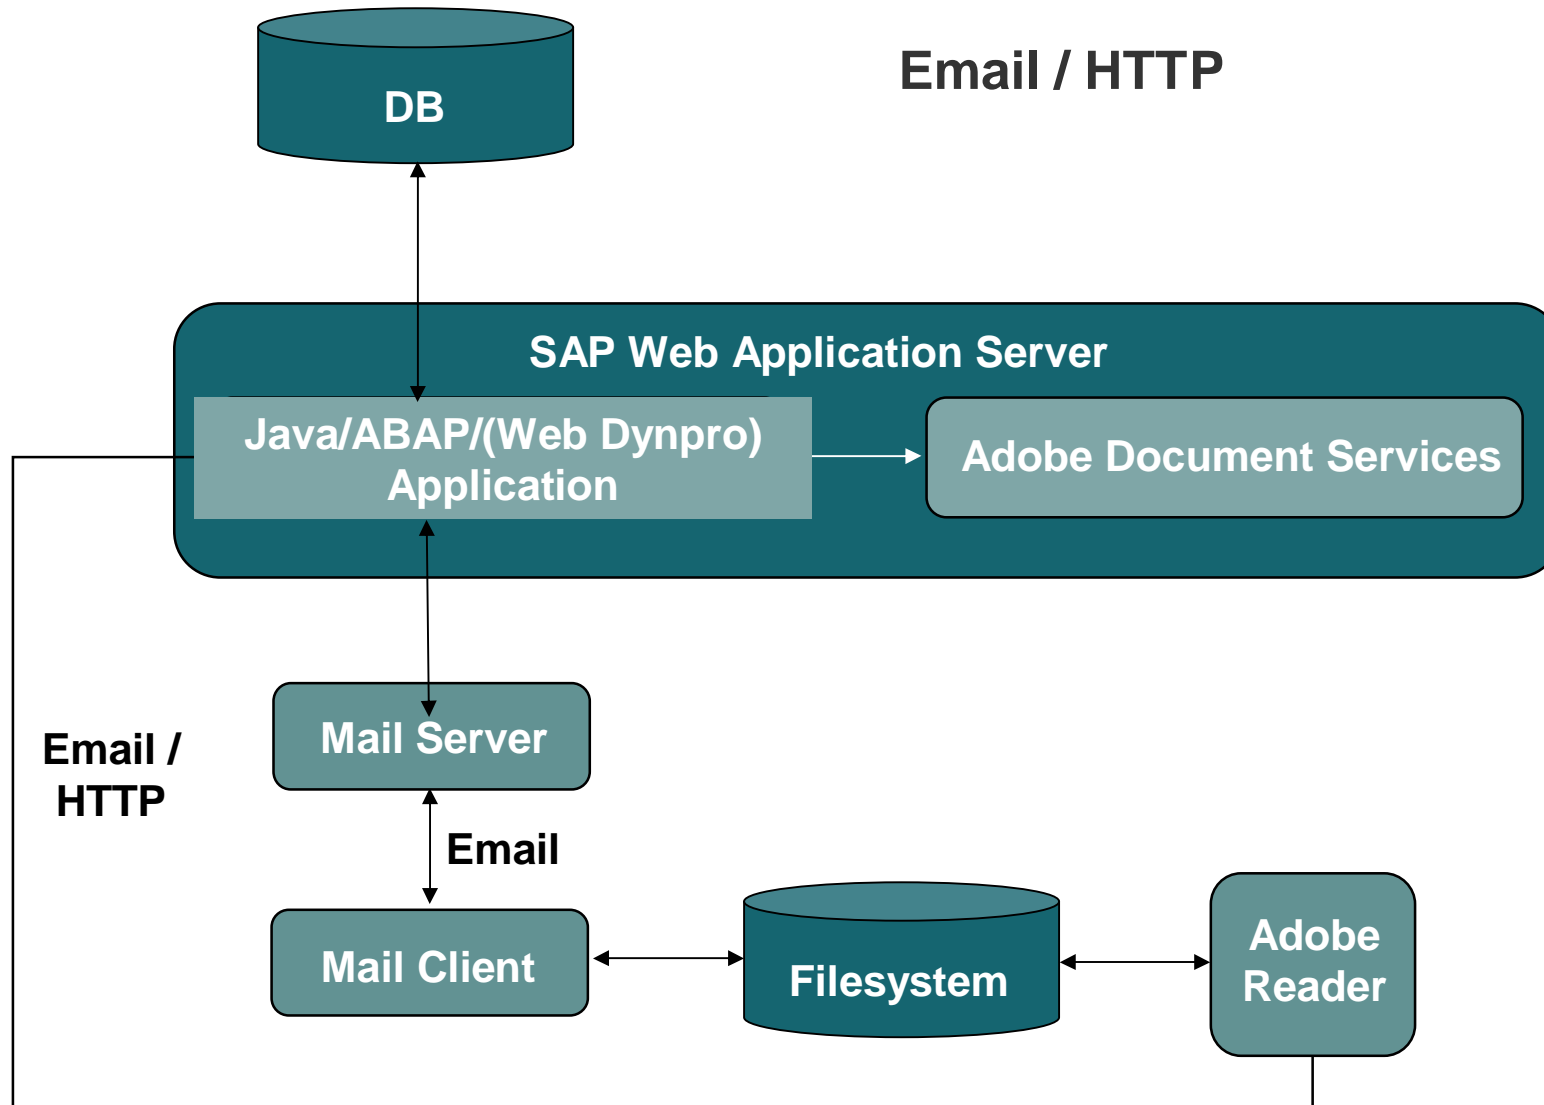 Email / HTTP
DB
SAP Web Application Server
Java/ABAP/(Web Dynpro)
Application
Adobe Document Services
Mail Server
Email /
HTTP
Email
Mail Client
Filesystem
Adobe
Reader